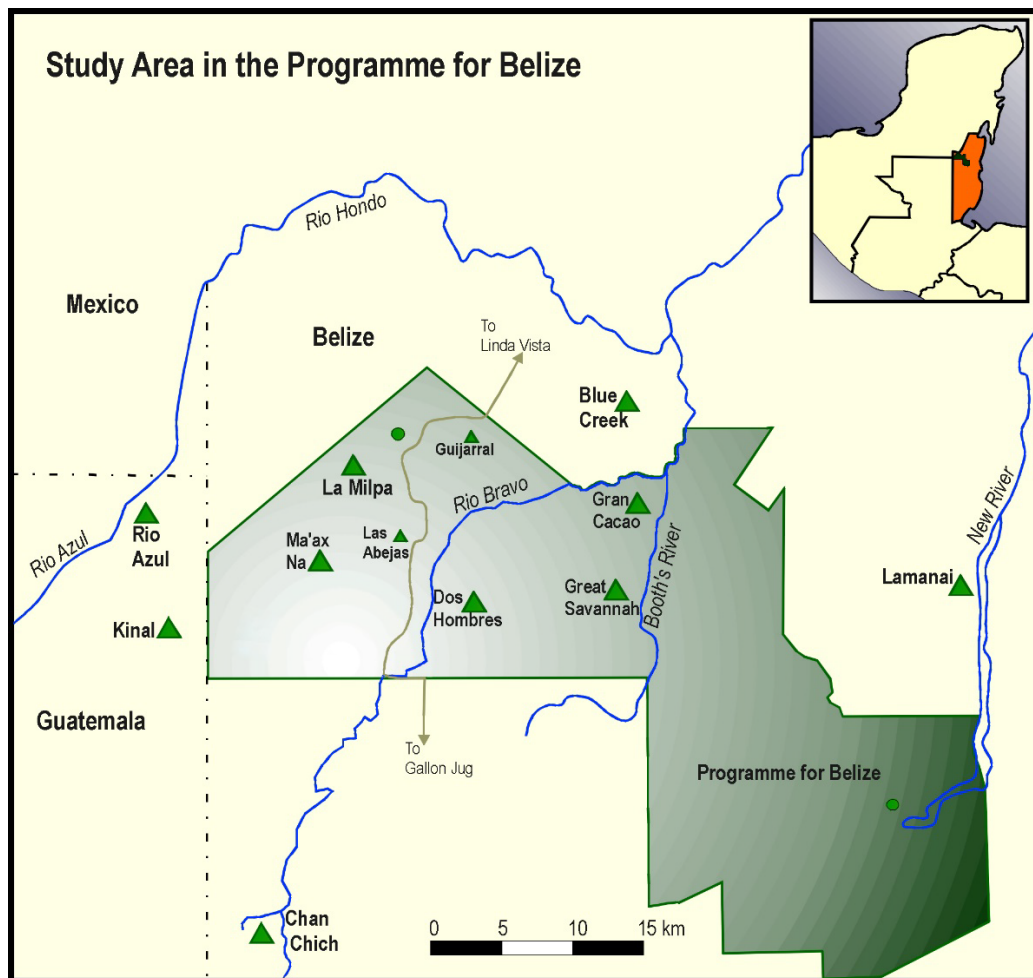 Study Area in the Programme for Belize
Rio Hondo
Mexico
Belize
To
Linda Vista
Blue
Creek
Guijarral
La Milpa
Rio Bravo
Gran
Cacao
New River
Rio Azul
Rio
Azul
Ma'ax
Na
Las
Abejas
Dos
Hombres
Great
Savannah
Booth's River
Lamanai
Kinal
Guatemala
To
Gallon Jug
Programme for Belize
Chan
Chich
0 5 10 15 km